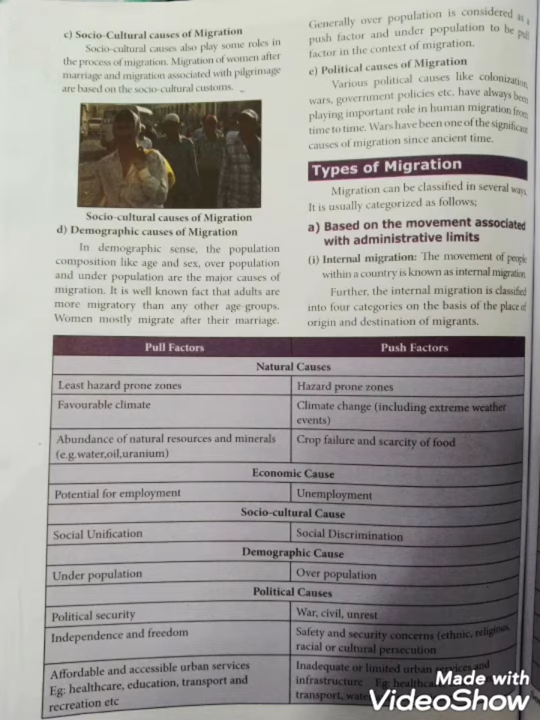 c) Socio-Cultural causes of Migration
Socio-cultural causes also play some roles in
the process of migration. Migration of women after
marriage and migration associated with pilgrimage
are based on the socio-cultural customs.
Socio-cultural causes of Migration
d) Demographic causes of Migration
In demographic sense, the population
composition like age and sex, over population
and under population are the major causes of
migration. It is well known fact that adults are
more migratory than any other age-groups.
Women mostly migrate after their marriage.
Generally over population is considered as a
push factor and under population to be pull
factor in the context of migration.
e) Political causes of Migration
Various political causes like colonization,
wars, government policies etc. have always been
playing important role in human migration from
time to time. Wars have been one of the significant
causes of migration since ancient time.
Types of Migration
Migration can be classified in several ways.
It is usually categorized as follows;
a) Based on the movement associated
with administrative limits
(i) Internal migration: The movement of people
within a country is known as internal migration.
Further, the internal migration is classified
into four categories on the basis of the place of
origin and destination of migrants.
Pull Factors Push Factors
Natural Causes
Least hazard prone zones Hazard prone zones
Favourable climate Climate change (including extreme weather
events)
Abundance of natural resources and minerals Crop failure and scarcity of food
(e.g.water,oil,uranium)
Economic Cause
Potential for employment Unemployment
Socio-cultural Cause
Social Unification Social Discrimination
Demographic Cause
Under population Over population
Political Causes
Political security War, civil, unrest
Independence and freedom Safety and security concerns (ethnic, religious,
racial or cultural persecution
Affordable and accessible urban services Inadequate or limited urban services and
Eg: healthcare, education, transport and infrastructure Eg:
recreation etc transport,
Made with
VideoShow